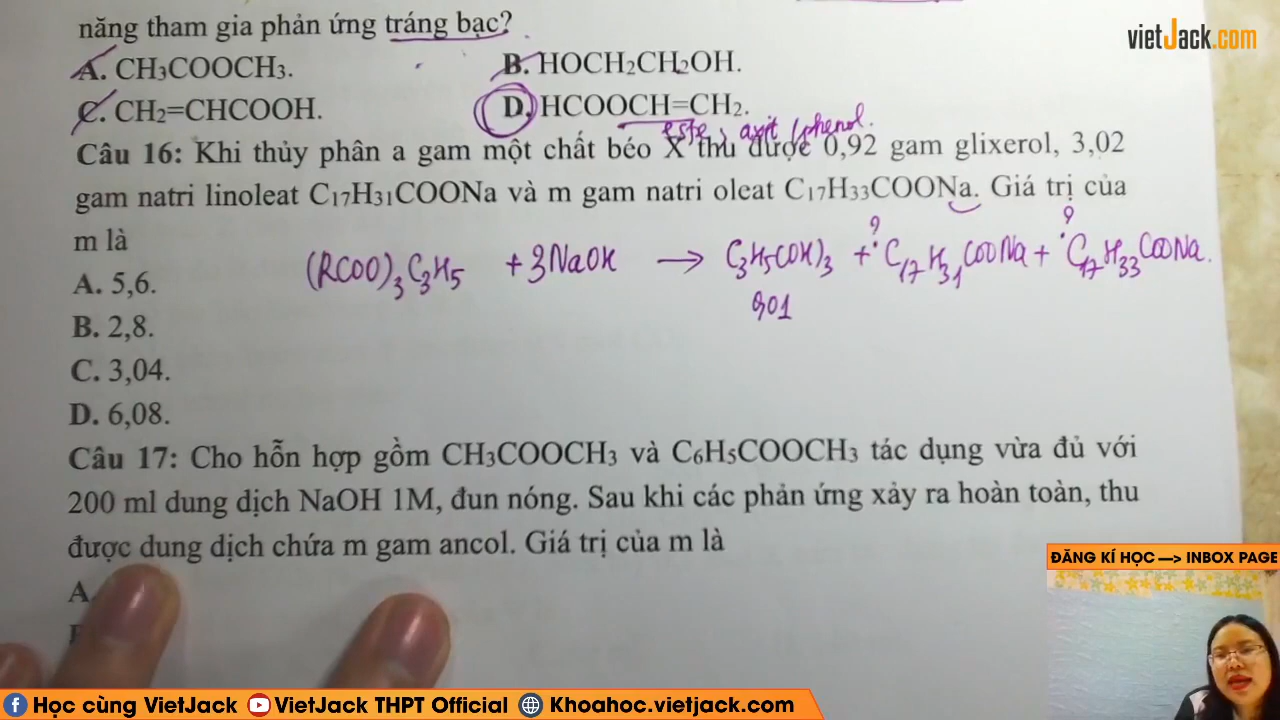 năng tham gia phản ứng tráng bạc?
A. CH₃COOCH₃. B. HOCH₂CH₂OH.
C. CH₂=CHCOOH. D. HCOOCH=CH₂.
este, axit, phenol.
Câu 16: Khi thủy phân a gam một chất béo X thu được 0,92 gam glixerol, 3,02
gam natri linoleat C₁₇H₃₁COONa và m gam natri oleat C₁₇H₃₃COONa. Giá trị của
m là
? ?
(RCOO)₃C₃H₅ + 3NaOH → C₃H₅(OH)₃ + C₁₇H₃₁COONa + C₁₇H₃₃COONa.
0,01
A. 5,6.
B. 2,8.
C. 3,04.
D. 6,08.
Câu 17: Cho hỗn hợp gồm CH₃COOCH₃ và C₆H₅COOCH₃ tác dụng vừa đủ với
200 ml dung dịch NaOH 1M, đun nóng. Sau khi các phản ứng xảy ra hoàn toàn, thu
được dung dịch chứa m gam ancol. Giá trị của m là
A.
vietJack.com
ĐĂNG KÍ HỌC —> INBOX PAGE
Học cùng VietJack VietJack THPT Official Khoahoc.vietjack.com